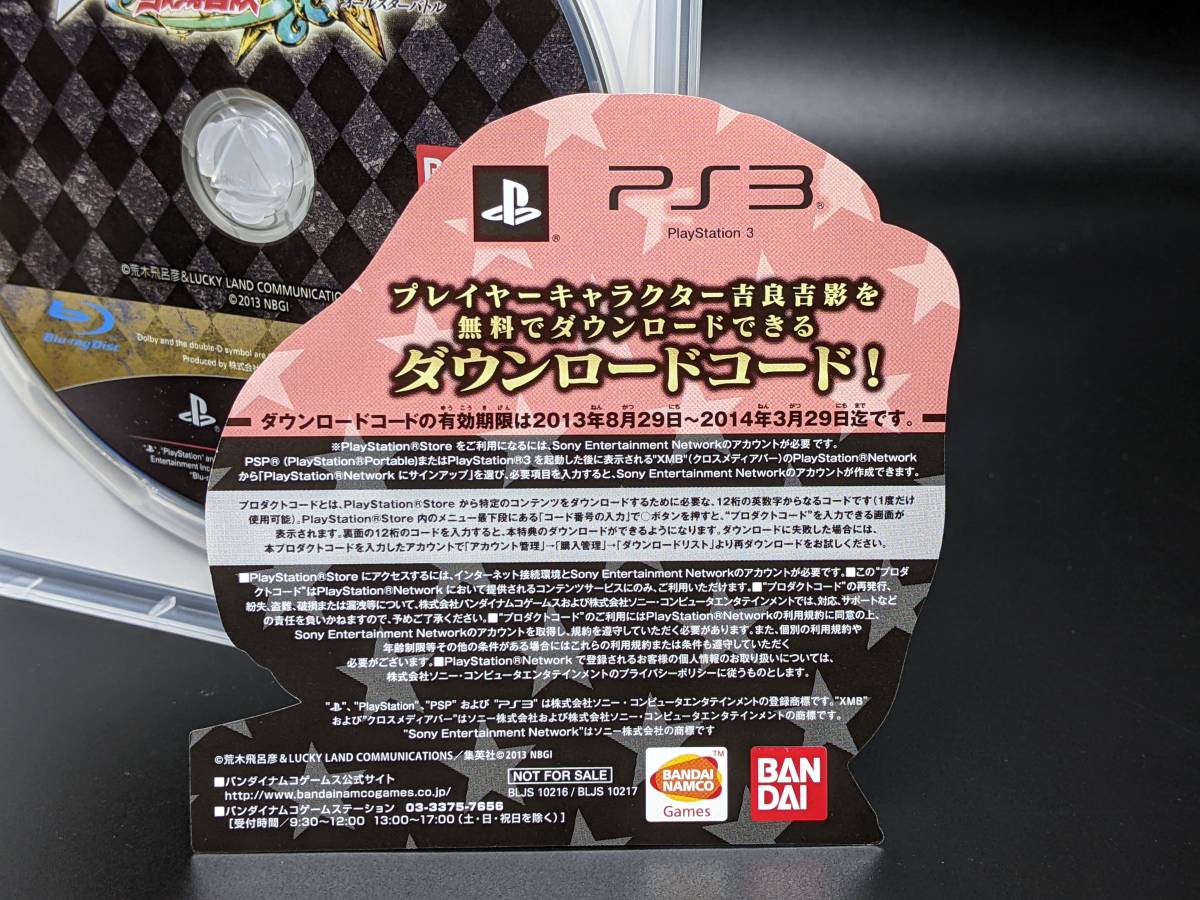 オールスターバトル
©荒木飛呂彦&LUCKY LAND COMMUNICATIO
©2013 NBGI
Blu-ray Disc
Dolby and the double-D symbol are
Produced by 株式会
"PlayStation" and
Entertainment Inc
"Blu-r
PS3
PlayStation 3
プレイヤーキャラクター吉良吉影を
無料でダウンロードできる
ダウンロードコード!
ダウンロードコードの有効期限は2013年8月29日～2014年3月29日迄です。
※PlayStation®Store をご利用になるには、Sony Entertainment Networkのアカウントが必要です。
PSP® (PlayStation®Portable)またはPlayStation®3 を起動した後に表示される"XMB"(クロスメディアバー)のPlayStation®Network
から「PlayStation®Network にサインアップ」を選び、必要項目を入力すると、Sony Entertainment Networkのアカウントが作成できます。
プロダクトコードとは、PlayStation®Store から特定のコンテンツをダウンロードするために必要な、12桁の英数字からなるコードです(1度だけ
使用可能)。PlayStation®Store 内のメニュー最下段にある「コード番号の入力」で○ボタンを押すと、"プロダクトコード"を入力できる画面が
表示されます。裏面の12桁のコードを入力すると、本特典のダウンロードができるようになります。ダウンロードに失敗した場合には、
本プロダクトコードを入力したアカウントで「アカウント管理」→「購入管理」→「ダウンロードリスト」より再ダウンロードをお試しください。
■PlayStation®Store にアクセスするには、インターネット接続環境とSony Entertainment Networkのアカウントが必要です。■この"プロダ
クトコード"はPlayStation®Network において提供されるコンテンツサービスにのみ、ご利用いただけます。■"プロダクトコード"の再発行、
紛失、盗難、破損または漏洩等について、株式会社バンダイナムコゲームスおよび株式会社ソニー・コンピュータエンタテインメントでは、対応、サポートなど
の責任を負いかねますので、予めご了承ください。■"プロダクトコード"のご利用にはPlayStation®Networkの利用規約に同意の上、
Sony Entertainment Networkのアカウントを取得し、規約を遵守していただく必要があります。また、個別の利用規約や
年齢制限等その他の条件がある場合にはこれらの利用規約または条件も遵守していただく
必要がございます。■PlayStation®Network で登録されるお客様の個人情報のお取り扱いについては、
株式会社ソニー・コンピュータエンタテインメントのプライバシーポリシーに従うものとします。
" "、"PlayStation"、"PSP" および "PS3" は株式会社ソニー・コンピュータエンタテインメントの登録商標です。"XMB"
および"クロスメディアバー"はソニー株式会社および株式会社ソニー・コンピュータエンタテインメントの商標です。
"Sony Entertainment Network"はソニー株式会社の商標です
©荒木飛呂彦&LUCKY LAND COMMUNICATIONS／集英社©2013 NBGI
■バンダイナムコゲームス公式サイト
http://www.bandainamcogames.co.jp/
■バンダイナムコゲームステーション 03-3375-7656
[受付時間／9:30～12:00 13:00～17:00(土・日・祝日を除く)]
NOT FOR SALE
BLJS 10216 / BLJS 10217
BANDAI
NAMCO
Games
BAN
DAI